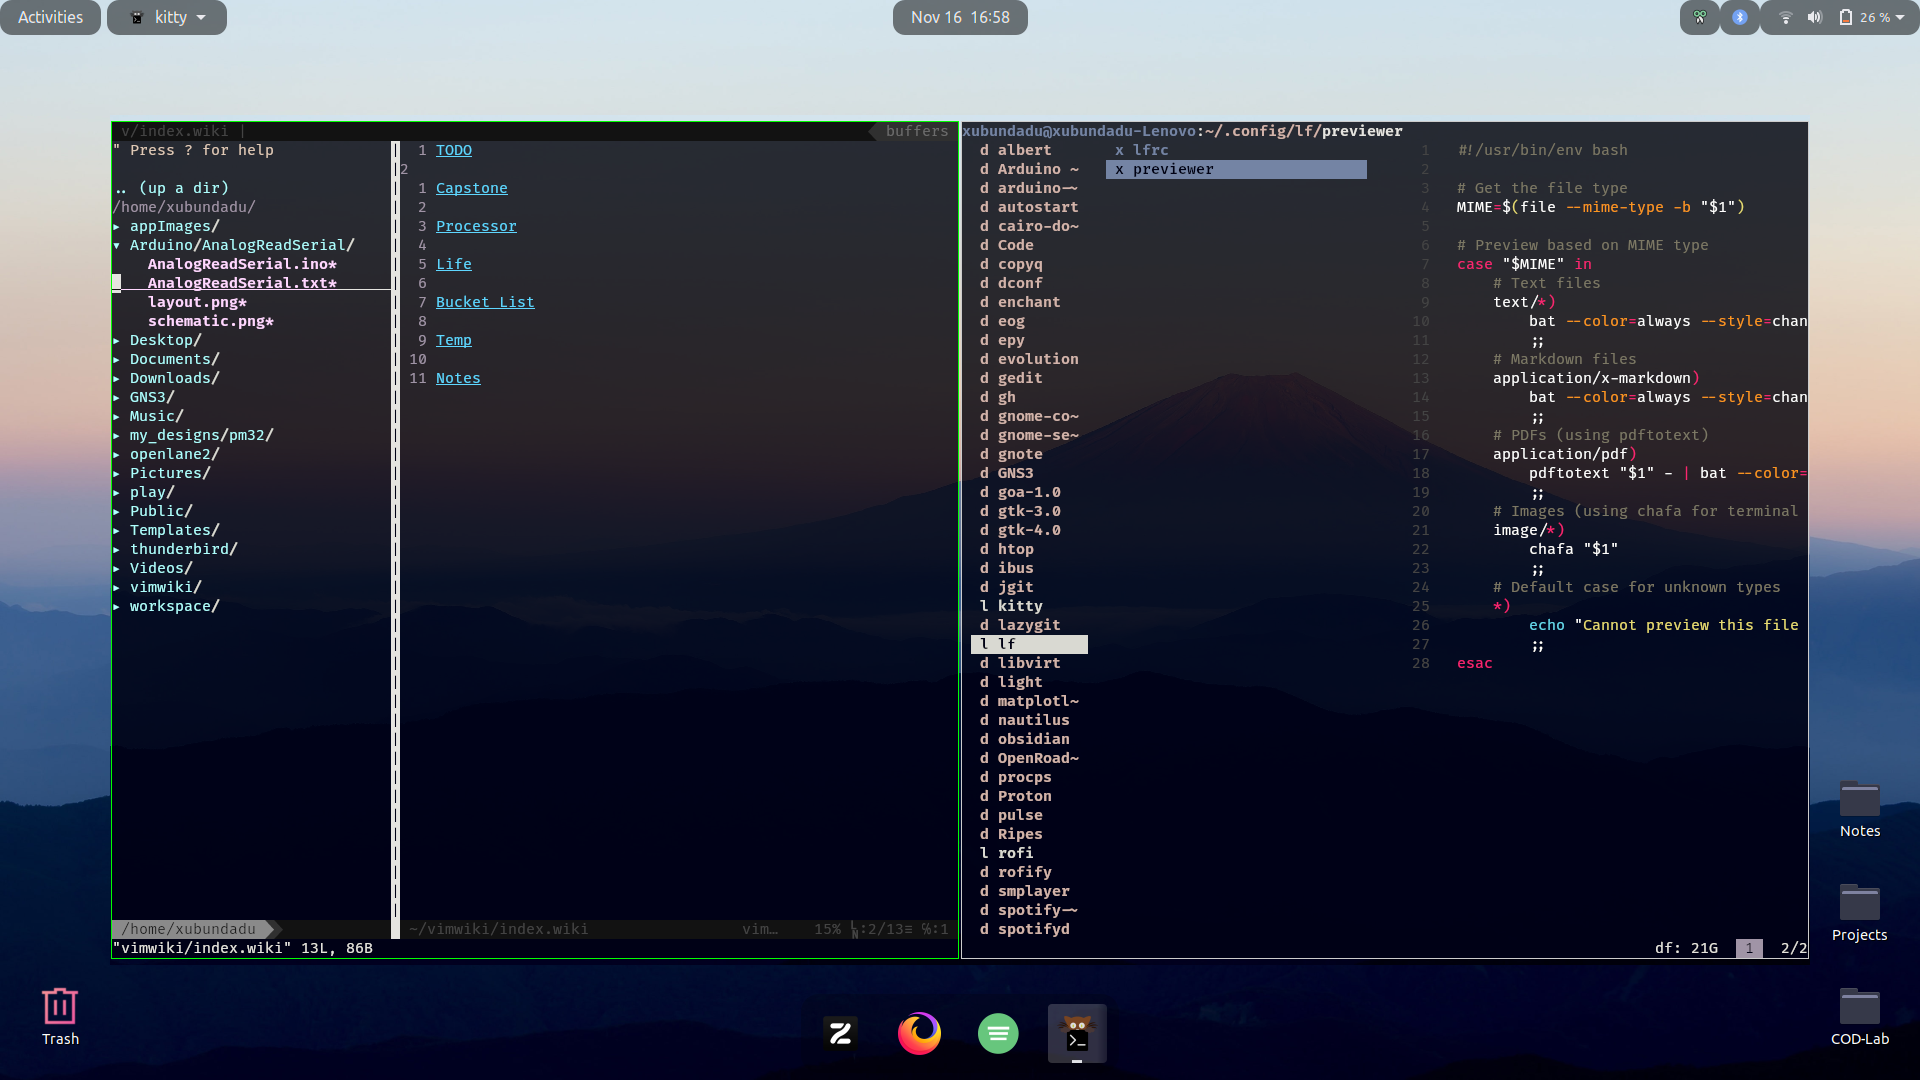 Activities
kitty
Nov 16  16:58
26 %
v/index.wiki |
buffers
" Press ? for help
.. (up a dir)
/home/xubundadu/
▸ appImages/
▾ Arduino/AnalogReadSerial/
AnalogReadSerial.ino*
AnalogReadSerial.txt*
layout.png*
schematic.png*
▸ Desktop/
▸ Documents/
▸ Downloads/
▸ GNS3/
▸ Music/
▸ my_designs/pm32/
▸ openlane2/
▸ Pictures/
▸ play/
▸ Public/
▸ Templates/
▸ thunderbird/
▸ Videos/
▸ vimwiki/
▸ workspace/
/home/xubundadu
1 TODO
2
1 Capstone
2
3 Processor
4
5 Life
6
7 Bucket List
8
9 Temp
10
11 Notes
~/vimwiki/index.wiki
vim… 15% :2/13≡ ℅:1
"vimwiki/index.wiki" 13L, 86B
xubundadu@xubundadu-Lenovo:~/.config/lf/previewer
d albert
d Arduino ~
d arduino-~
d autostart
d cairo-do~
d Code
d copyq
d dconf
d enchant
d eog
d epy
d evolution
d gedit
d gh
d gnome-co~
d gnome-se~
d gnote
d GNS3
d goa-1.0
d gtk-3.0
d gtk-4.0
d htop
d ibus
d jgit
l kitty
d lazygit
l lf
d libvirt
d light
d matplotl~
d nautilus
d obsidian
d OpenRoad~
d procps
d Proton
d pulse
d Ripes
l rofi
d rofify
d smplayer
d spotify-~
d spotifyd
x lfrc
x previewer
1 #!/usr/bin/env bash
2
3 # Get the file type
4 MIME=$(file --mime-type -b "$1")
5
6 # Preview based on MIME type
7 case "$MIME" in
8 # Text files
9 text/*)
10 bat --color=always --style=chan
11 ;;
12 # Markdown files
13 application/x-markdown)
14 bat --color=always --style=chan
15 ;;
16 # PDFs (using pdftotext)
17 application/pdf)
18 pdftotext "$1" - | bat --color=
19 ;;
20 # Images (using chafa for terminal
21 image/*)
22 chafa "$1"
23 ;;
24 # Default case for unknown types
25 *)
26 echo "Cannot preview this file
27 ;;
28 esac
df: 21G 1 2/2
Notes
Projects
COD-Lab
Trash